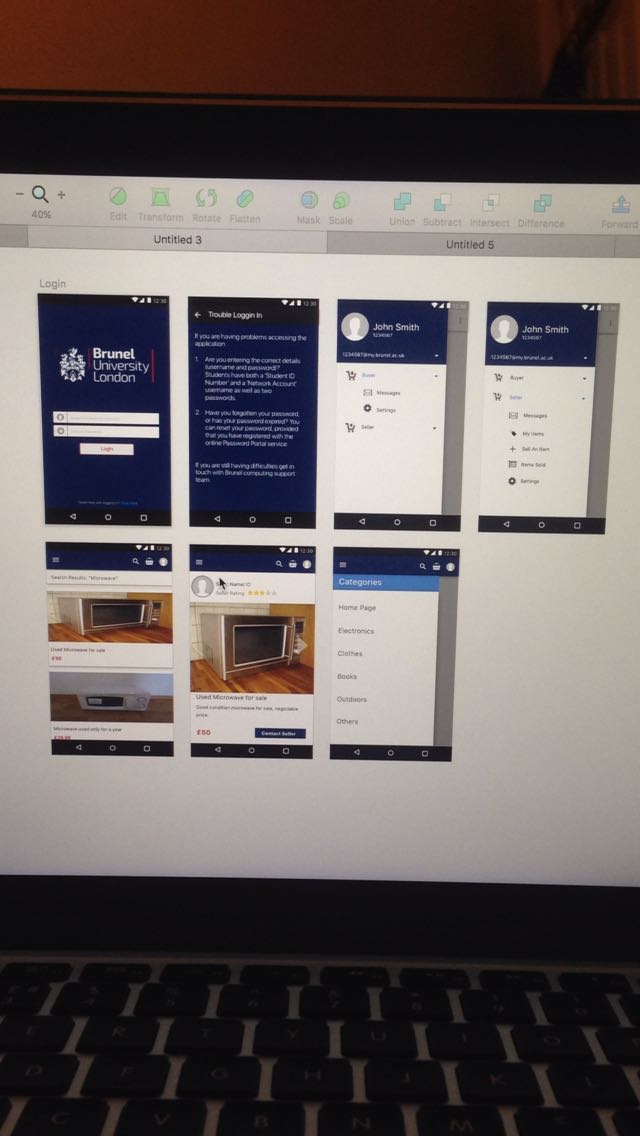 40%
Edit
Transform
Rotate
Flatten
Mask
Scale
Union
Subtract
Intersect
Difference
Forward
Untitled 3
Untitled 5
Login
12:30
Brunel
University
London
Login
12:30
Trouble Loggin In
If you are having problems accessing the
application
1. Are you entering the correct details
(username and password)?
Students have both a 'Student ID
Number' and a 'Network Account'
username as well as two
passwords.
2. Have you forgotten your password,
or has your password expired? You
can reset your password, provided
that you have registered with the
online Password Portal service.
If you are still having difficulties get in
touch with Brunel computing support
team.
12:30
John Smith
1234567
1234567@my.brunel.ac.uk
Buyer
Messages
Settings
Seller
12:30
John Smith
1234567
1234567@my.brunel.ac.uk
Buyer
Seller
Messages
My Items
Sell An Item
Items Sold
Settings
12:30
Search Results: "Microwave"
Used Microwave for sale
£50
Microwave used only for a year
12:30
Name/ ID
Seller Rating
Used Microwave for sale
Good condition microwave for sale, negotiable
price.
£50
Contact Seller
12:30
Categories
Home Page
Electronics
Clothes
Books
Outdoors
Others
E
R
T
Y
U
I
O
D
F
G
H
J
K
L
C
V
B
N
M